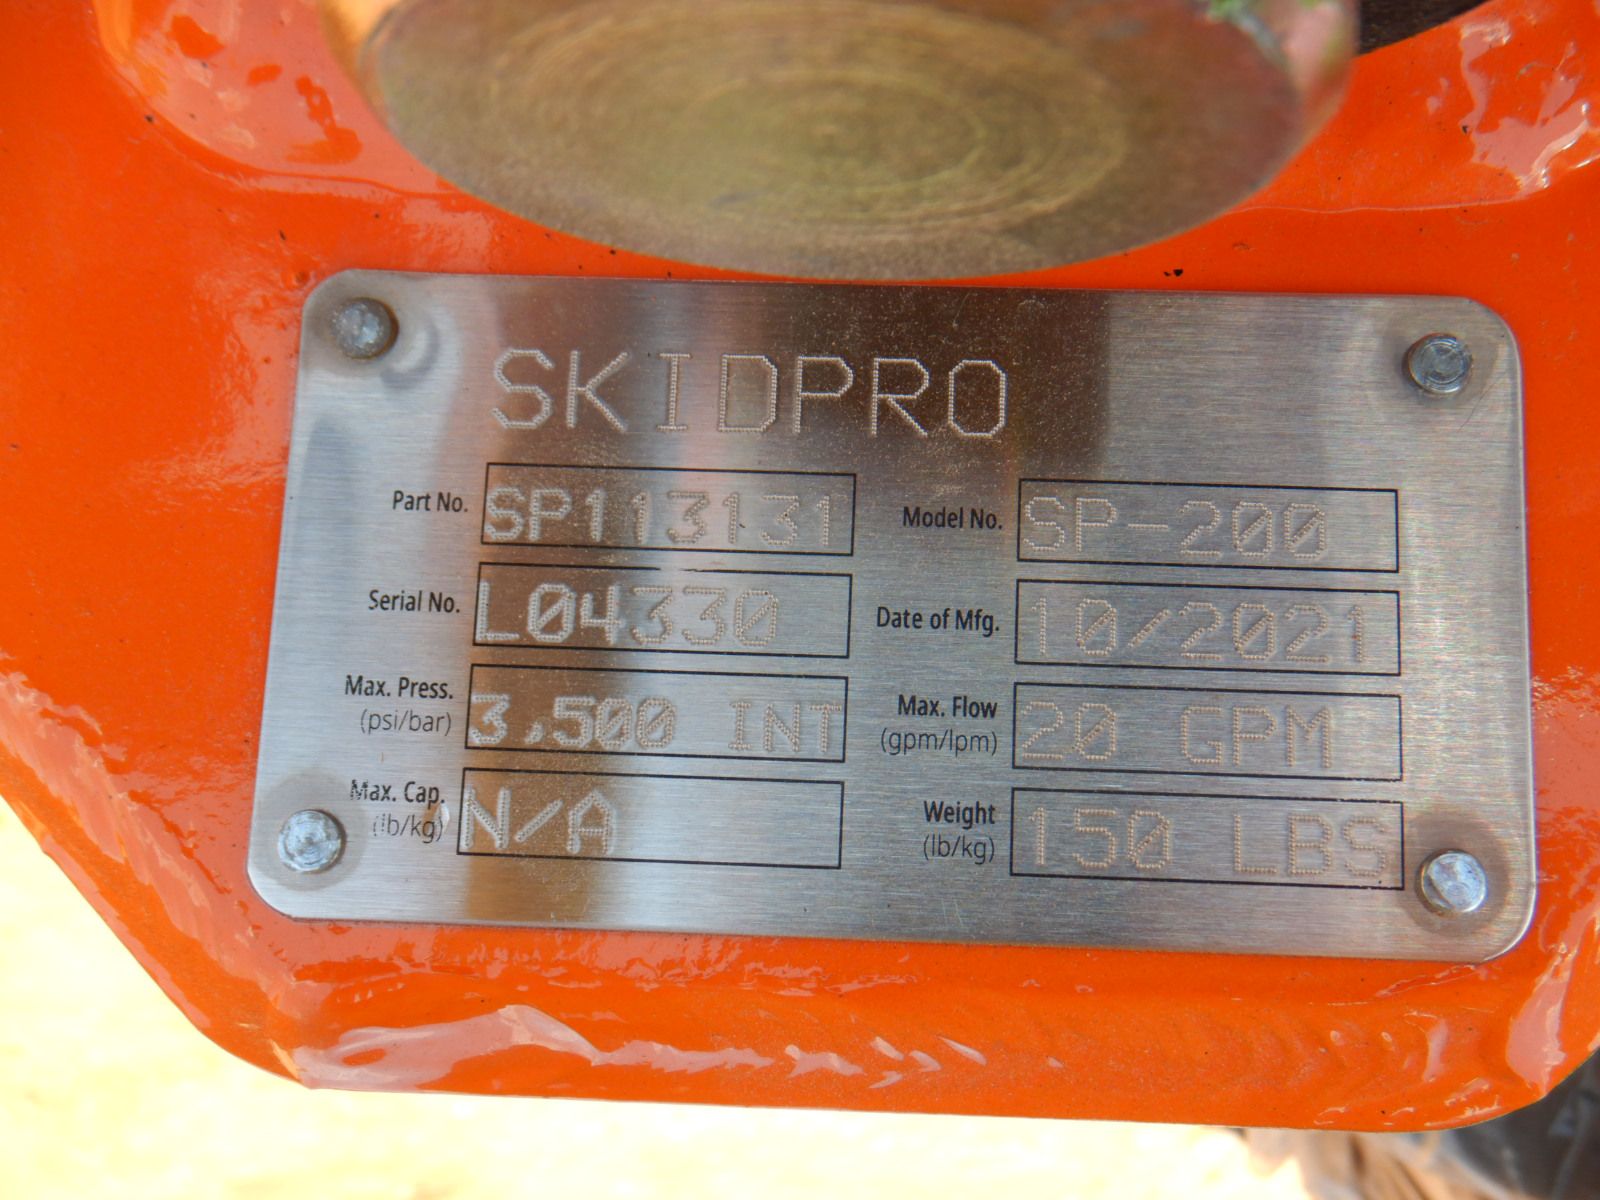 SKIDPRO
Part No. SP113131 Model No. SP-200
Serial No. L04330 Date of Mfg. 10/2021
Max. Press. (psi/bar) 3,500 INT Max. Flow (gpm/lpm) 20 GPM
Max. Cap. (lb/kg) N/A Weight (lb/kg) 150 LBS